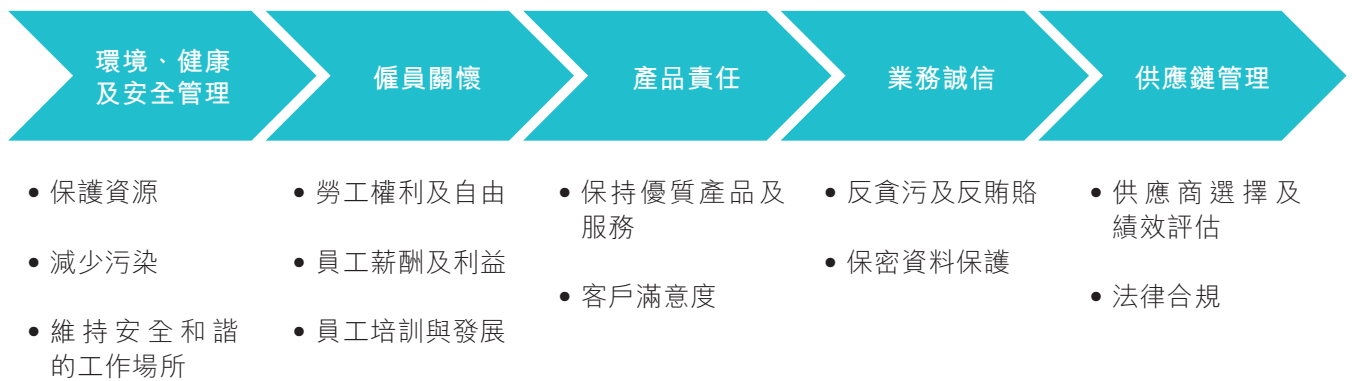 環境、健康
及安全管理
僱員關懷
產品責任
業務誠信
供應鏈管理
• 保護資源
• 減少污染
• 維持安全和諧
的工作場所
• 勞工權利及自由
• 員工薪酬及利益
• 員工培訓與發展
• 保持優質產品及
服務
• 客戶滿意度
• 反貪污及反賄賂
• 保密資料保護
• 供應商選擇及
績效評估
• 法律合規